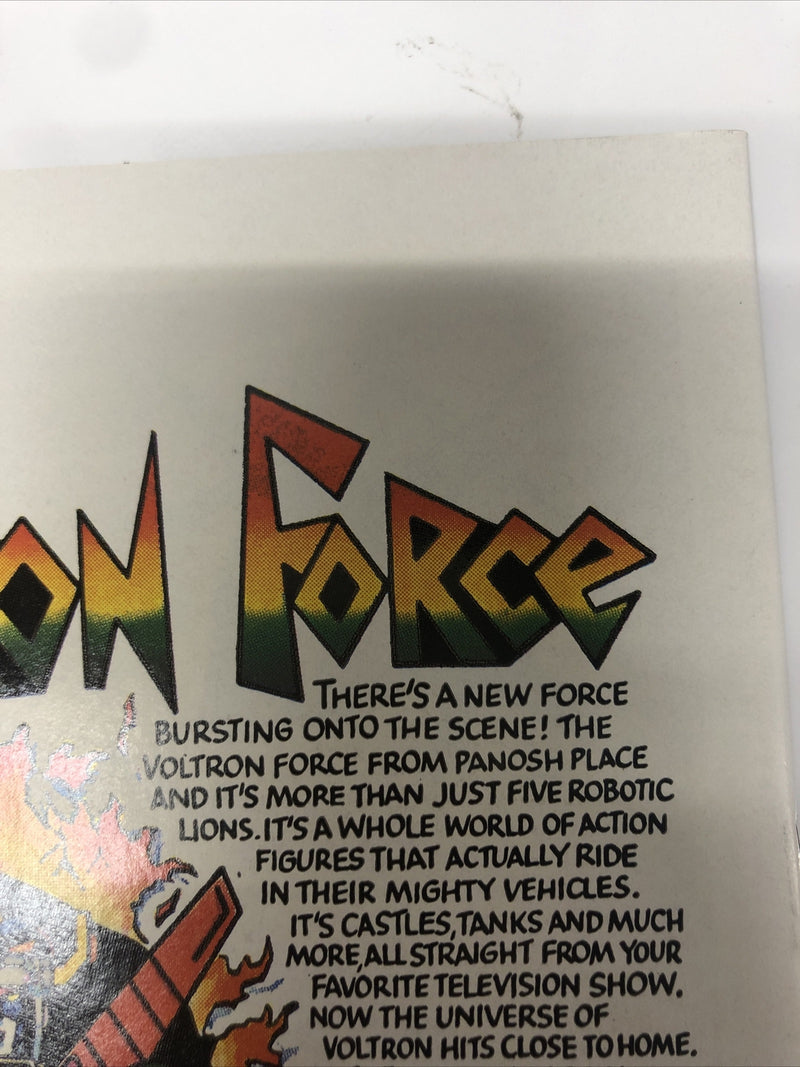 ON FORCE
THERE'S A NEW FORCE
BURSTING ONTO THE SCENE! THE
VOLTRON FORCE FROM PANOSH PLACE
AND IT'S MORE THAN JUST FIVE ROBOTIC
LIONS. IT'S A WHOLE WORLD OF ACTION
FIGURES THAT ACTUALLY RIDE
IN THEIR MIGHTY VEHICLES.
IT'S CASTLES, TANKS AND MUCH
MORE, ALL STRAIGHT FROM YOUR
FAVORITE TELEVISION SHOW.
NOW THE UNIVERSE OF
VOLTRON HITS CLOSE TO HOME.